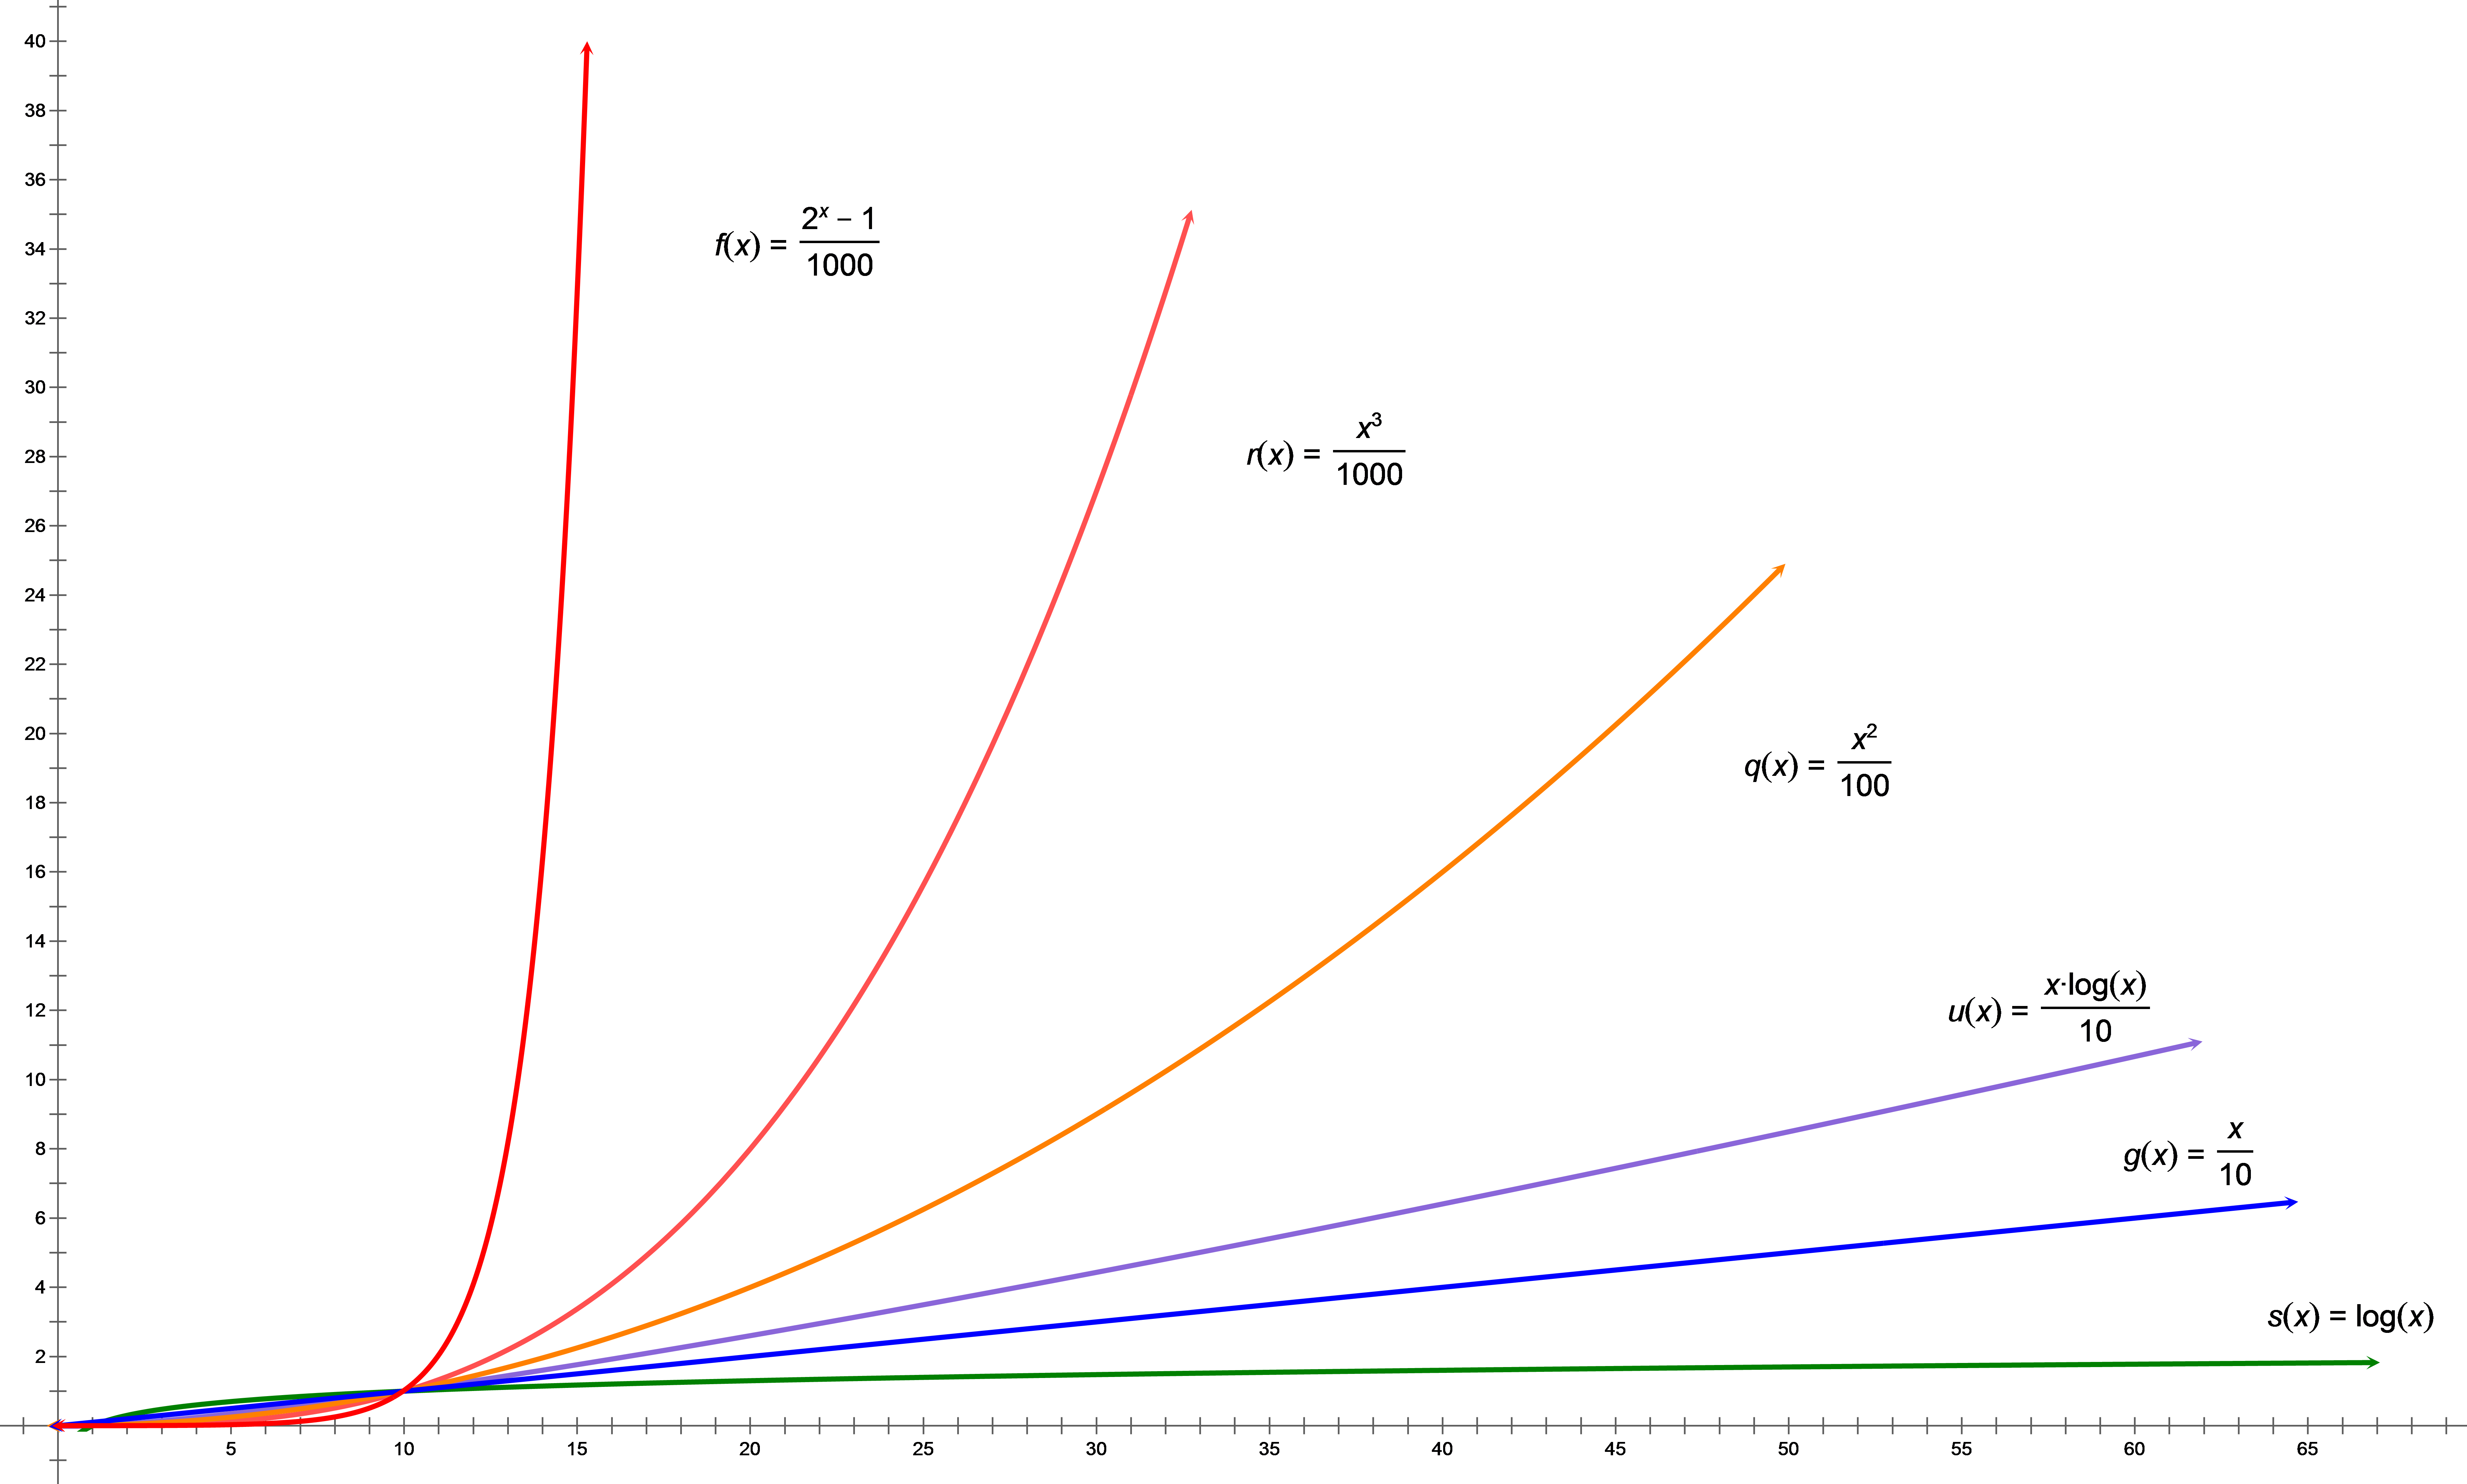 40
38
36
f(x) = (2^x − 1)/1000
34
32
30
r(x) = x^3/1000
28
26
24
22
20
q(x) = x^2/100
18
16
14
12
u(x) = x·log(x)/10
10
8
g(x) = x/10
6
4
s(x) = log(x)
2
5 10 15 20 25 30 35 40 45 50 55 60 65